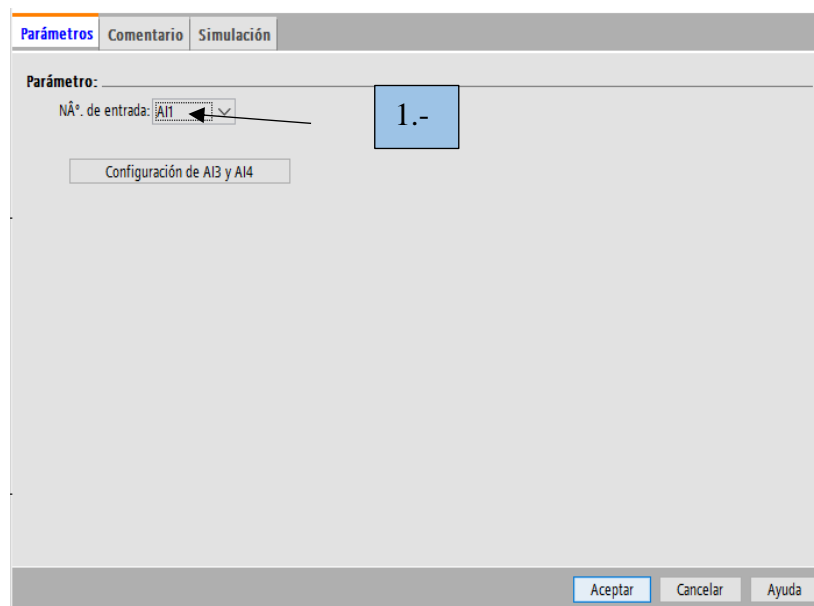 Parámetros Comentario Simulación
Parámetro:
NÂº. de entrada: AI1
1.-
Configuración de AI3 y AI4
Aceptar Cancelar Ayuda